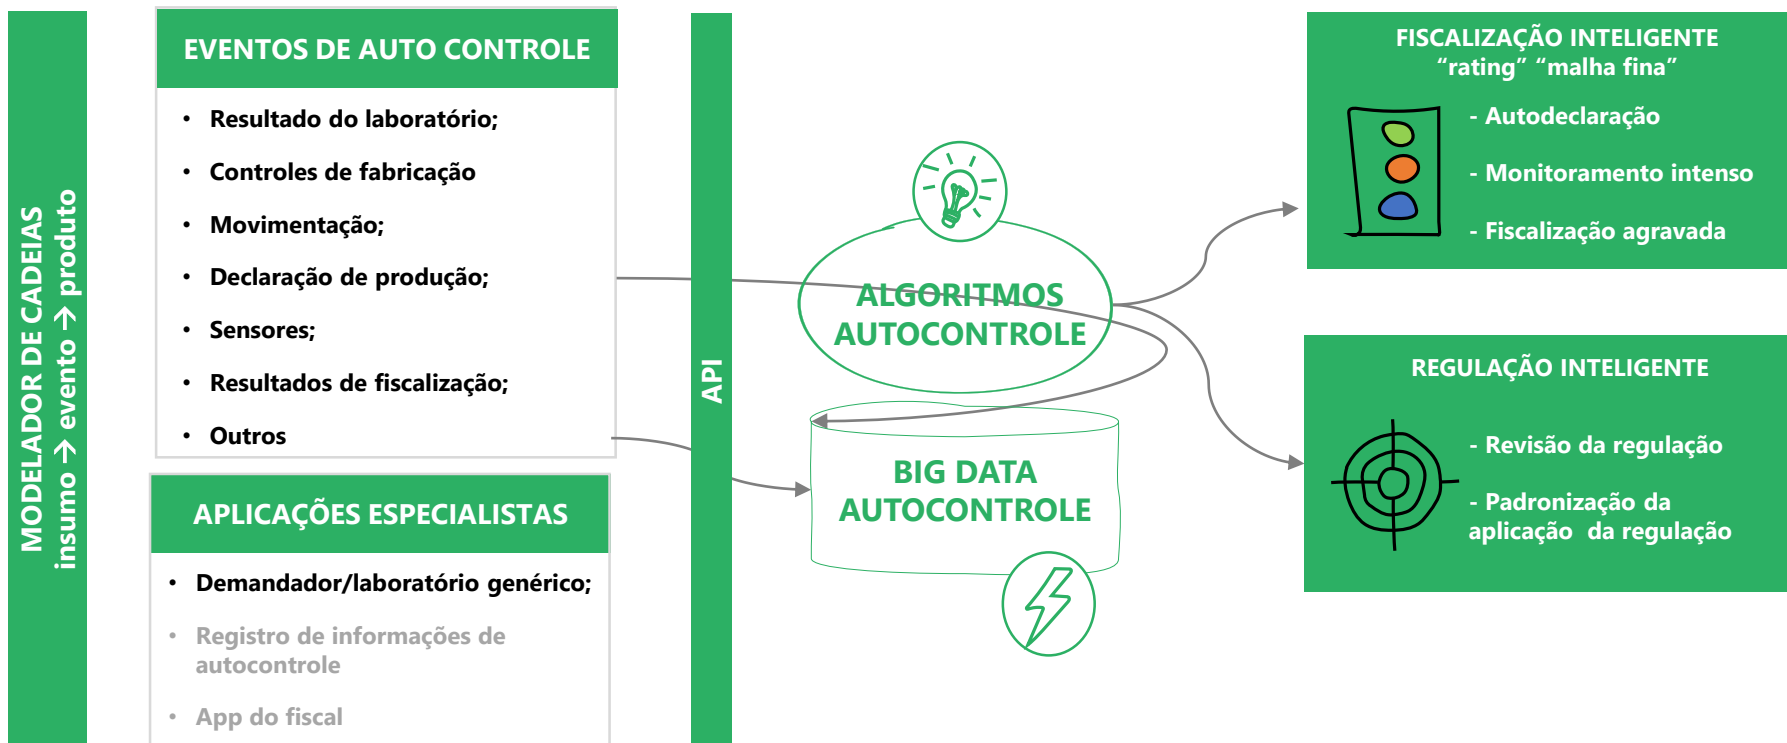 MODELADOR DE CADEIAS
insumo → evento → produto
EVENTOS DE AUTO CONTROLE
• Resultado do laboratório;
• Controles de fabricação
• Movimentação;
• Declaração de produção;
• Sensores;
• Resultados de fiscalização;
• Outros
APLICAÇÕES ESPECIALISTAS
• Demandador/laboratório genérico;
• Registro de informações de
autocontrole
• App do fiscal
API
ALGORITMOS
AUTOCONTROLE
BIG DATA
AUTOCONTROLE
FISCALIZAÇÃO INTELIGENTE
“rating” “malha fina”
- Autodeclaração
- Monitoramento intenso
- Fiscalização agravada
REGULAÇÃO INTELIGENTE
- Revisão da regulação
- Padronização da
aplicação da regulação